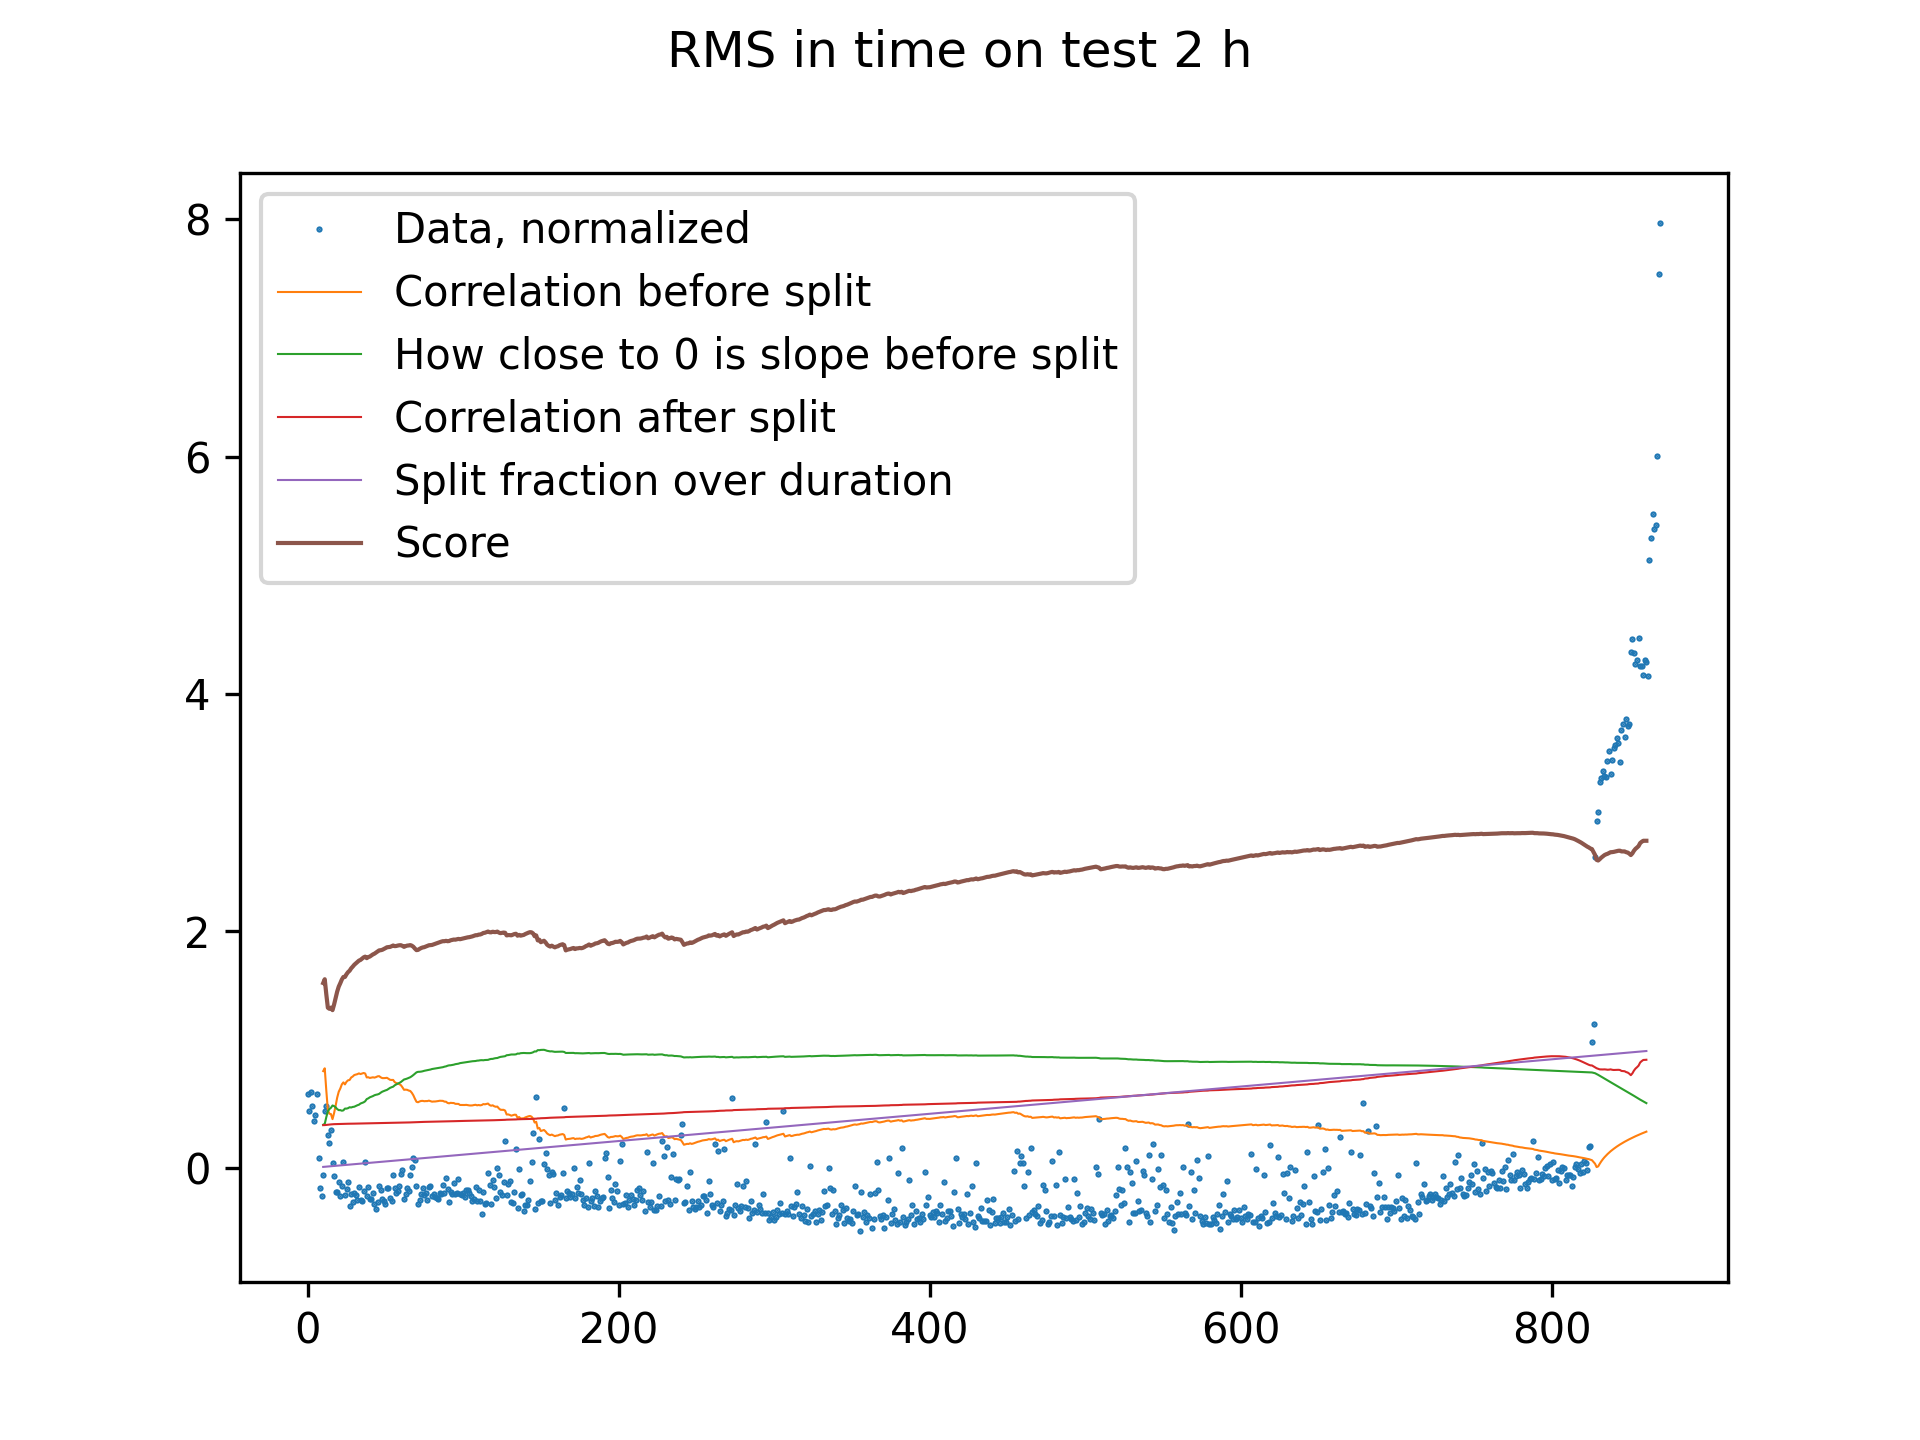 RMS in time on test 2 h
8
6
4
2
0
Data, normalized
Correlation before split
How close to 0 is slope before split
Correlation after split
Split fraction over duration
Score
0 200 400 600 800